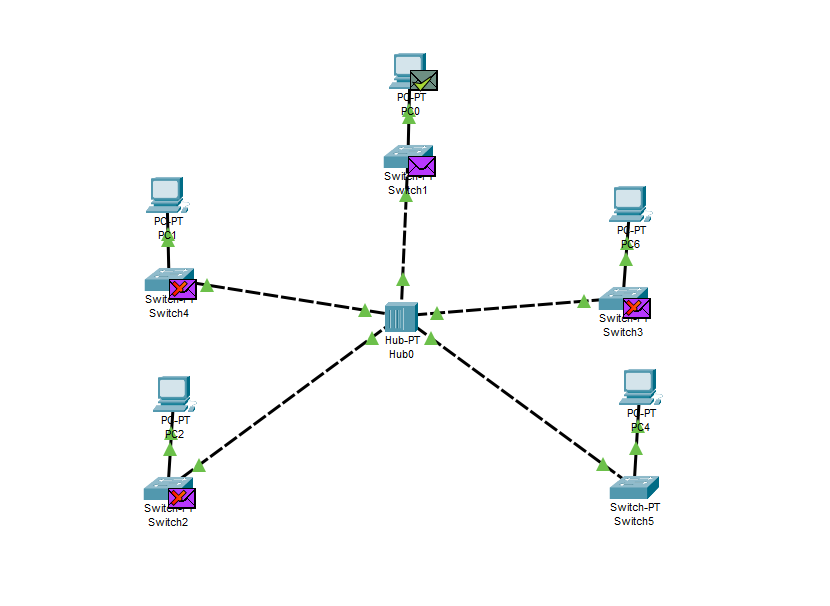 PC-PT
PC0
Switch-PT
Switch1
PC-PT
PC1
PC-PT
PC6
Switch-PT
Switch4
Switch-PT
Switch3
Hub-PT
Hub0
PC-PT
PC2
PC-PT
PC4
Switch-PT
Switch2
Switch-PT
Switch5